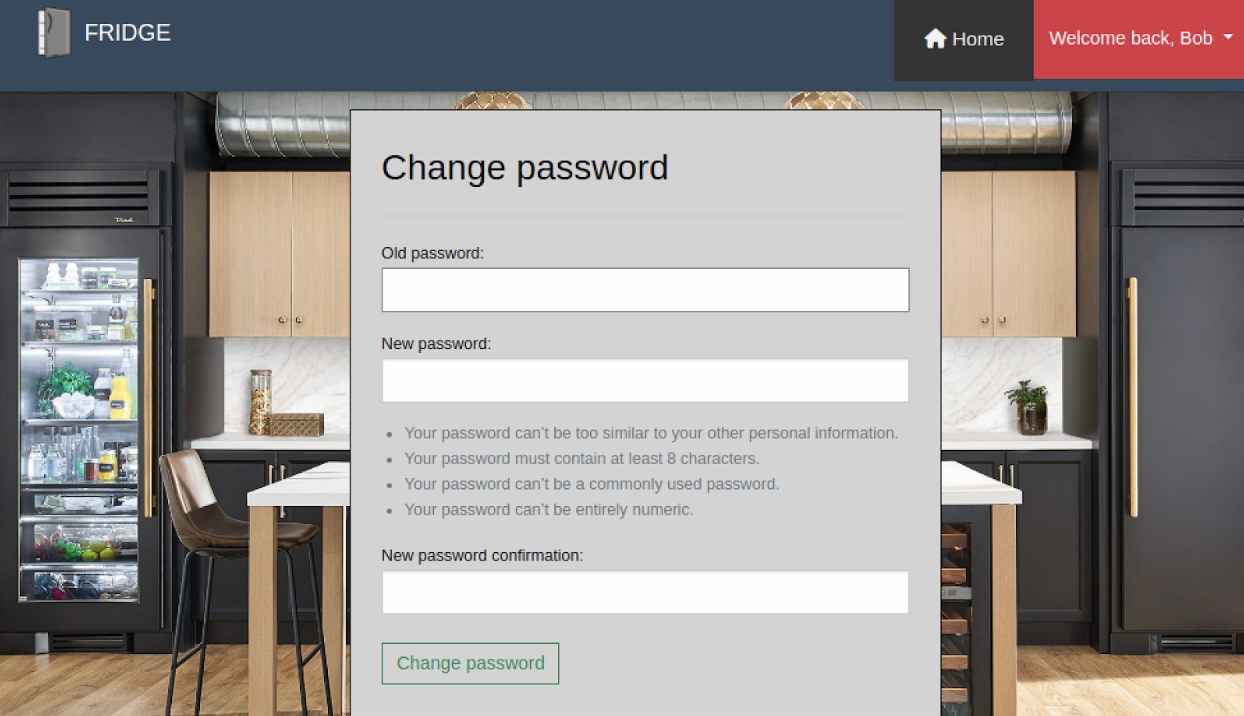 FRIDGE
Home
Welcome back, Bob
Change password
Old password:
New password:
Your password can’t be too similar to your other personal information.
Your password must contain at least 8 characters.
Your password can’t be a commonly used password.
Your password can’t be entirely numeric.
New password confirmation:
Change password